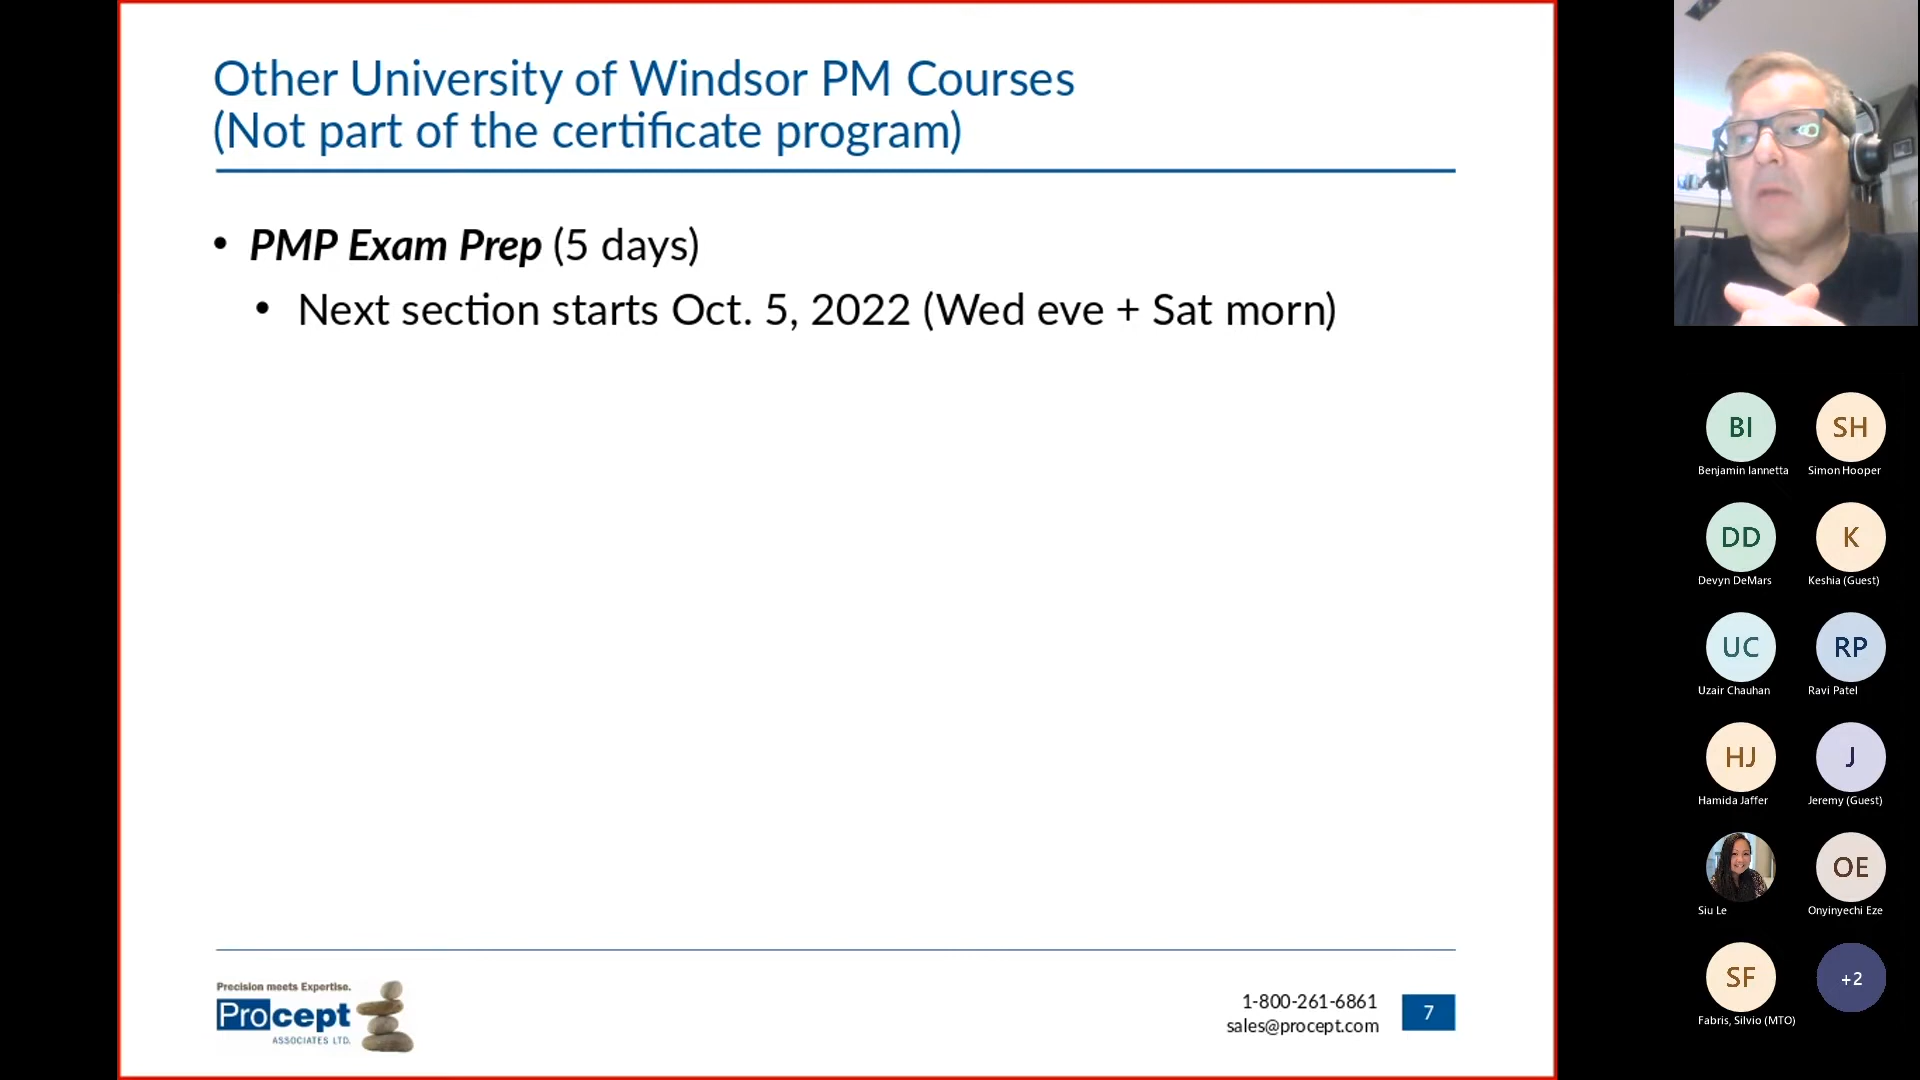 Other University of Windsor PM Courses
(Not part of the certificate program)
• PMP Exam Prep (5 days)
• Next section starts Oct. 5, 2022 (Wed eve + Sat morn)
Precision meets Expertise.
Procept
ASSOCIATES LTD.
1-800-261-6861
sales@procept.com
7
BI
Benjamin Iannetta
SH
Simon Hooper
DD
Devyn DeMars
K
Keshia (Guest)
UC
Uzair Chauhan
RP
Ravi Patel
HJ
Hamida Jaffer
J
Jeremy (Guest)
Siu Le
OE
Onyinyechi Eze
SF
Fabris, Silvio (MTO)
+2